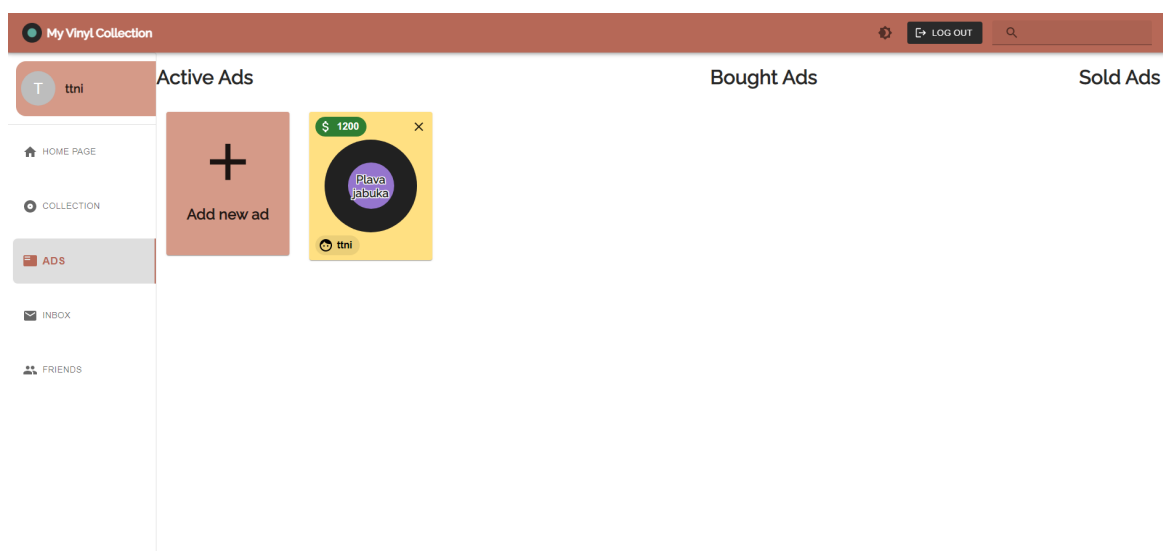 My Vinyl Collection
LOG OUT
T
ttni
HOME PAGE
COLLECTION
ADS
INBOX
FRIENDS
Active Ads
Bought Ads
Sold Ads
Add new ad
$ 1200
Plava
jabuka
ttni